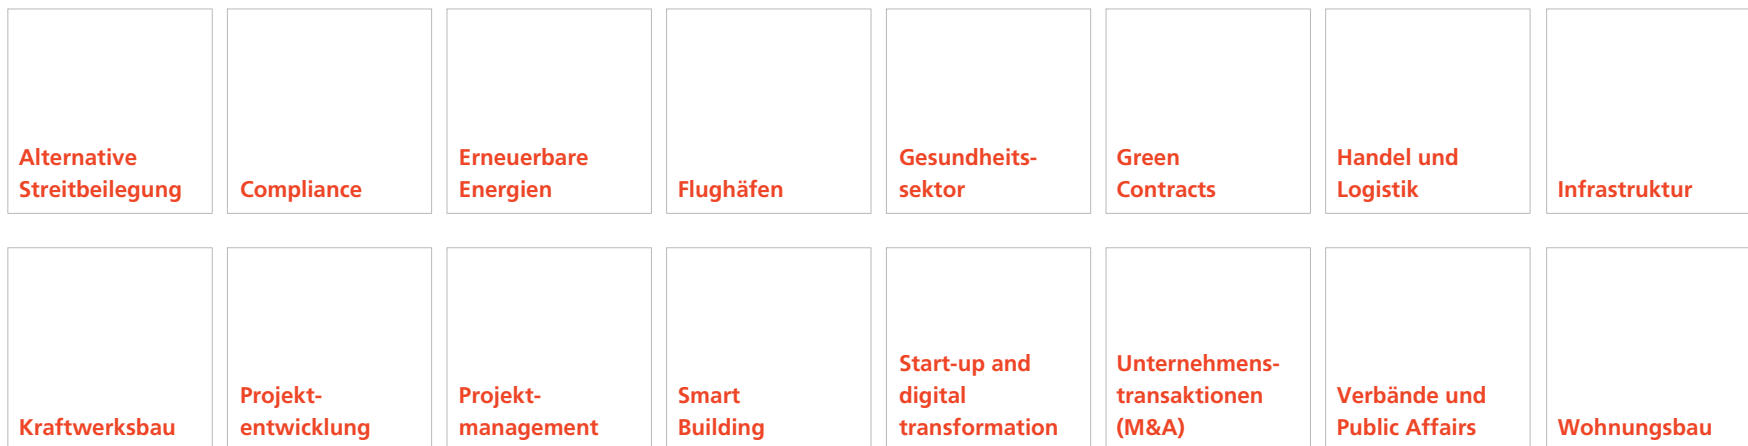 Alternative
Streitbeilegung
Compliance
Erneuerbare
Energien
Flughäfen
Gesundheits-
sektor
Green
Contracts
Handel und
Logistik
Infrastruktur
Kraftwerksbau
Projekt-
entwicklung
Projekt-
management
Smart
Building
Start-up and
digital
transformation
Unternehmens-
transaktionen
(M&A)
Verbände und
Public Affairs
Wohnungsbau